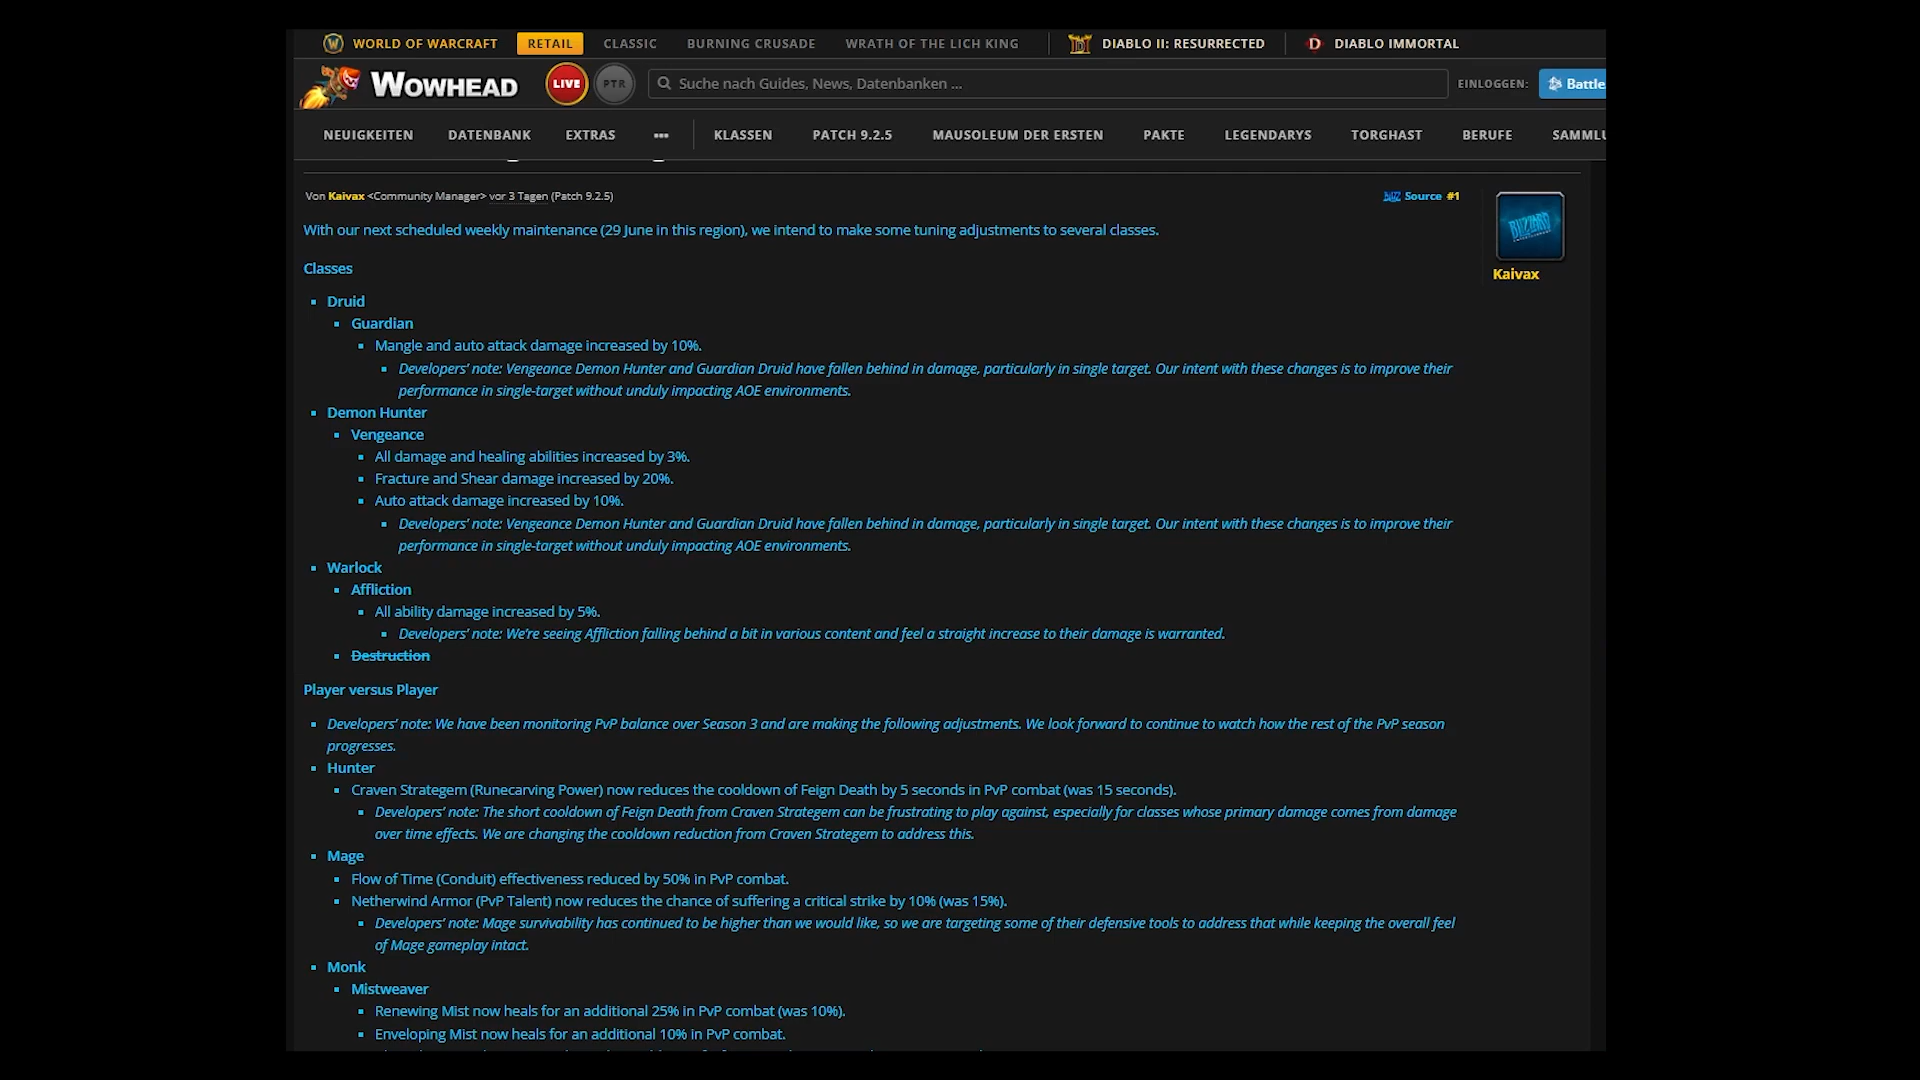 WORLD OF WARCRAFT RETAIL CLASSIC BURNING CRUSADE WRATH OF THE LICH KING DIABLO II: RESURRECTED DIABLO IMMORTAL
WOWHEAD LIVE PTR Suche nach Guides, News, Datenbanken ... EINLOGGEN: Battle
NEUIGKEITEN DATENBANK EXTRAS ••• KLASSEN PATCH 9.2.5 MAUSOLEUM DER ERSTEN PAKTE LEGENDARYS TORGHAST BERUFE SAMMLU
Von Kaivax <Community Manager> vor 3 Tagen (Patch 9.2.5) Source #1
BLIZZARD
Kaivax
With our next scheduled weekly maintenance (29 June in this region), we intend to make some tuning adjustments to several classes.
Classes
Druid
Guardian
Mangle and auto attack damage increased by 10%.
Developers’ note: Vengeance Demon Hunter and Guardian Druid have fallen behind in damage, particularly in single target. Our intent with these changes is to improve their
performance in single-target without unduly impacting AOE environments.
Demon Hunter
Vengeance
All damage and healing abilities increased by 3%.
Fracture and Shear damage increased by 20%.
Auto attack damage increased by 10%.
Developers’ note: Vengeance Demon Hunter and Guardian Druid have fallen behind in damage, particularly in single target. Our intent with these changes is to improve their
performance in single-target without unduly impacting AOE environments.
Warlock
Affliction
All ability damage increased by 5%.
Developers’ note: We’re seeing Affliction falling behind a bit in various content and feel a straight increase to their damage is warranted.
Destruction
Player versus Player
Developers’ note: We have been monitoring PvP balance over Season 3 and are making the following adjustments. We look forward to continue to watch how the rest of the PvP season
progresses.
Hunter
Craven Strategem (Runecarving Power) now reduces the cooldown of Feign Death by 5 seconds in PvP combat (was 15 seconds).
Developers’ note: The short cooldown of Feign Death from Craven Strategem can be frustrating to play against, especially for classes whose primary damage comes from damage
over time effects. We are changing the cooldown reduction from Craven Strategem to address this.
Mage
Flow of Time (Conduit) effectiveness reduced by 50% in PvP combat.
Netherwind Armor (PvP Talent) now reduces the chance of suffering a critical strike by 10% (was 15%).
Developers’ note: Mage survivability has continued to be higher than we would like, so we are targeting some of their defensive tools to address that while keeping the overall feel
of Mage gameplay intact.
Monk
Mistweaver
Renewing Mist now heals for an additional 25% in PvP combat (was 10%).
Enveloping Mist now heals for an additional 10% in PvP combat.